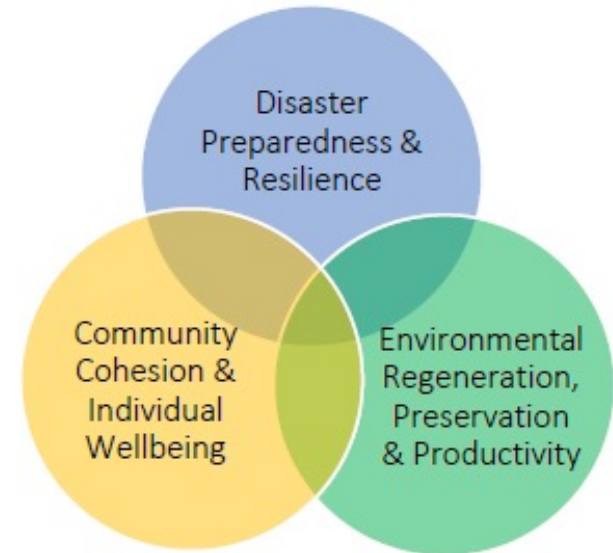 Disaster
Preparedness &
Resilience
Community
Cohesion &
Individual
Wellbeing
Environmental
Regeneration,
Preservation
& Productivity